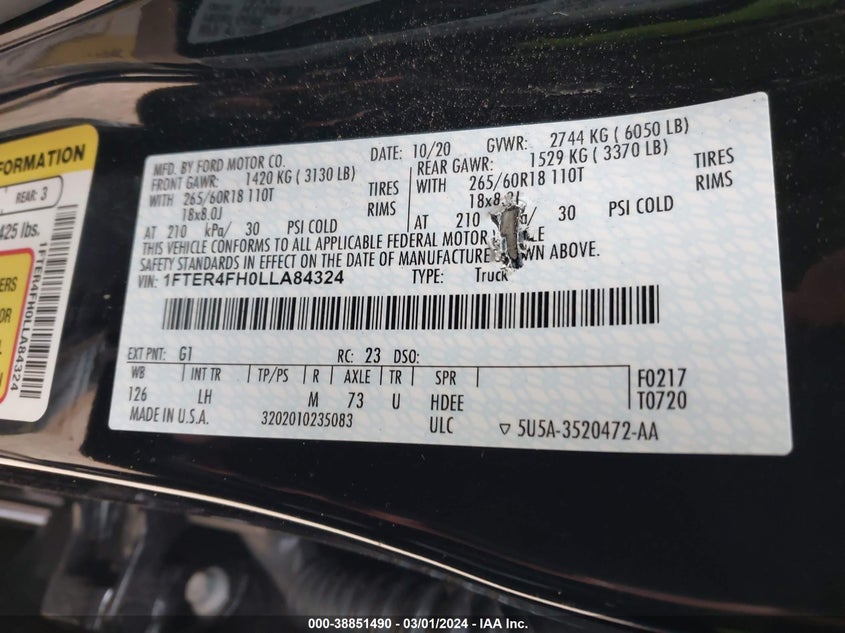 MFD. BY FORD MOTOR CO. DATE: 10/20 GVWR: 2744 KG ( 6050 LB)
FRONT GAWR: 1420 KG ( 3130 LB) REAR GAWR: 1529 KG ( 3370 LB)
WITH 265/60R18 110T TIRES WITH 265/60R18 110T TIRES
18x8.0J RIMS 18x8. RIMS
AT 210 kPa/ 30 PSI COLD AT 210 / 30 PSI COLD
THIS VEHICLE CONFORMS TO ALL APPLICABLE FEDERAL MOTOR
SAFETY STANDARDS IN EFFECT ON THE DATE OF MANUFACTURE ABOVE.
VIN: 1FTER4FH0LLA84324 TYPE: Truck
EXT PNT: G1 RC: 23 DSO:
WB INT TR TP/PS R AXLE TR SPR F0217
126 LH M 73 U HDEE T0720
MADE IN U.S.A. 3202010235083 ULC ▽ 5U5A-3520472-AA
REAR: 3
425 lbs.
1FTER4FH0LLA84324
000-38851490 - 03/01/2024 - IAA Inc.